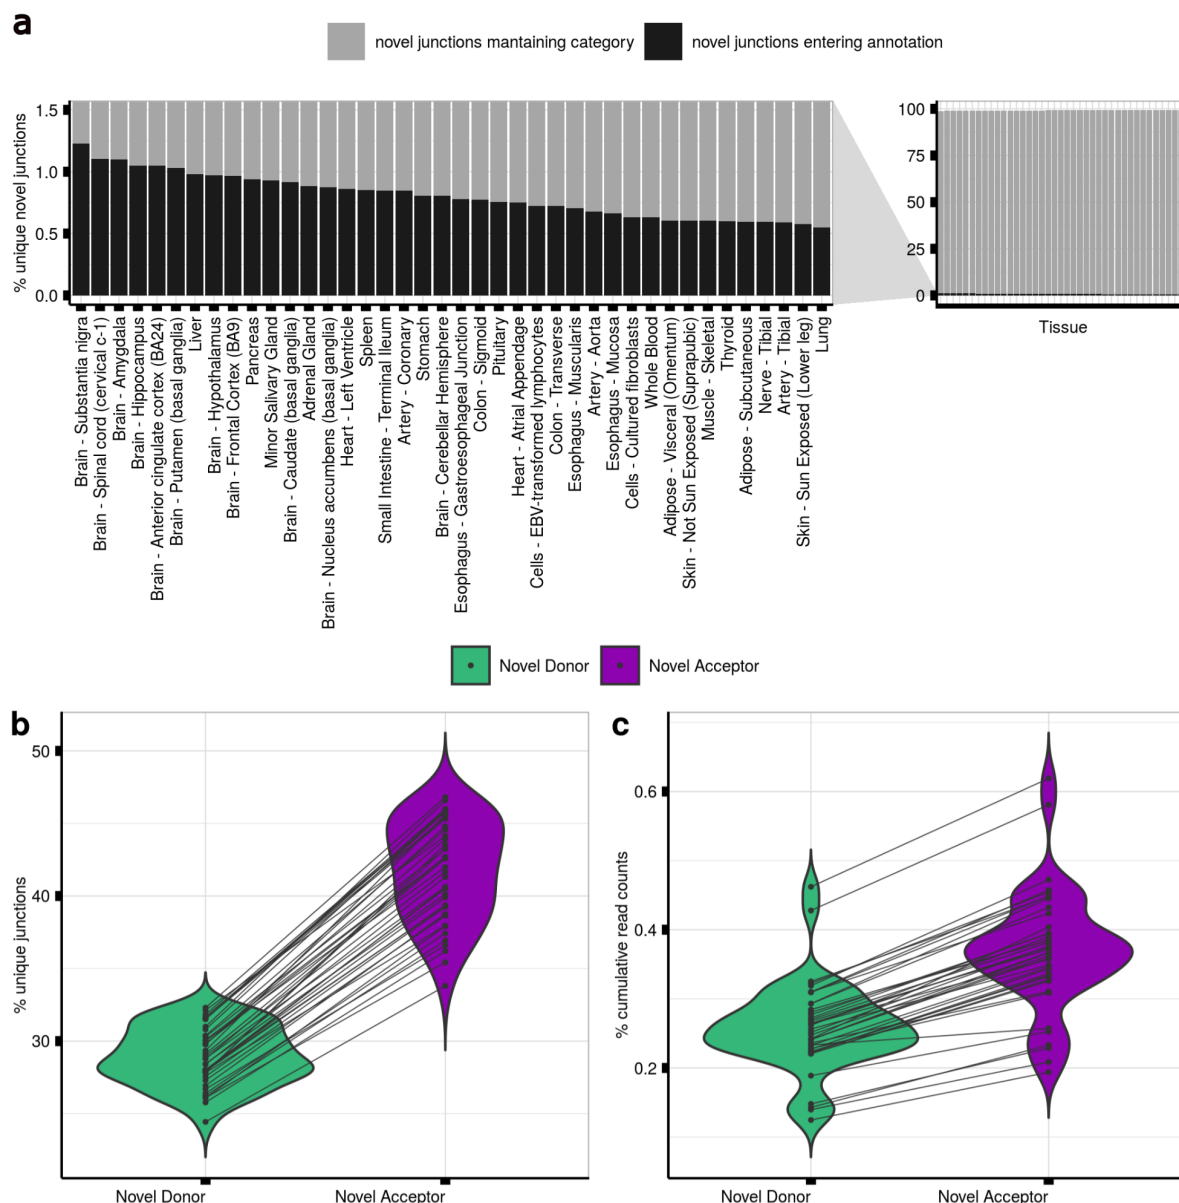 a
novel junctions mantaining category
novel junctions entering annotation
% unique novel junctions
1.5
1.0
0.5
0.0
100
75
50
25
0
Tissue
Brain - Substantia nigra
Brain - Spinal cord (cervical c-1)
Brain - Amygdala
Brain - Hippocampus
Brain - Anterior cingulate cortex (BA24)
Brain - Putamen (basal ganglia)
Liver
Brain - Hypothalamus
Brain - Frontal Cortex (BA9)
Pancreas
Minor Salivary Gland
Brain - Caudate (basal ganglia)
Adrenal Gland
Brain - Nucleus accumbens (basal ganglia)
Heart - Left Ventricle
Spleen
Small Intestine - Terminal Ileum
Artery - Coronary
Stomach
Brain - Cerebellar Hemisphere
Esophagus - Gastroesophageal Junction
Colon - Sigmoid
Pituitary
Heart - Atrial Appendage
Cells - EBV-transformed lymphocytes
Colon - Transverse
Esophagus - Muscularis
Artery - Aorta
Esophagus - Mucosa
Cells - Cultured fibroblasts
Whole Blood
Adipose - Visceral (Omentum)
Skin - Not Sun Exposed (Suprapubic)
Muscle - Skeletal
Thyroid
Adipose - Subcutaneous
Nerve - Tibial
Artery - Tibial
Skin - Sun Exposed (Lower leg)
Lung
Novel Donor
Novel Acceptor
b
% unique junctions
50
40
30
Novel Donor
Novel Acceptor
c
% cumulative read counts
0.6
0.4
0.2
Novel Donor
Novel Acceptor